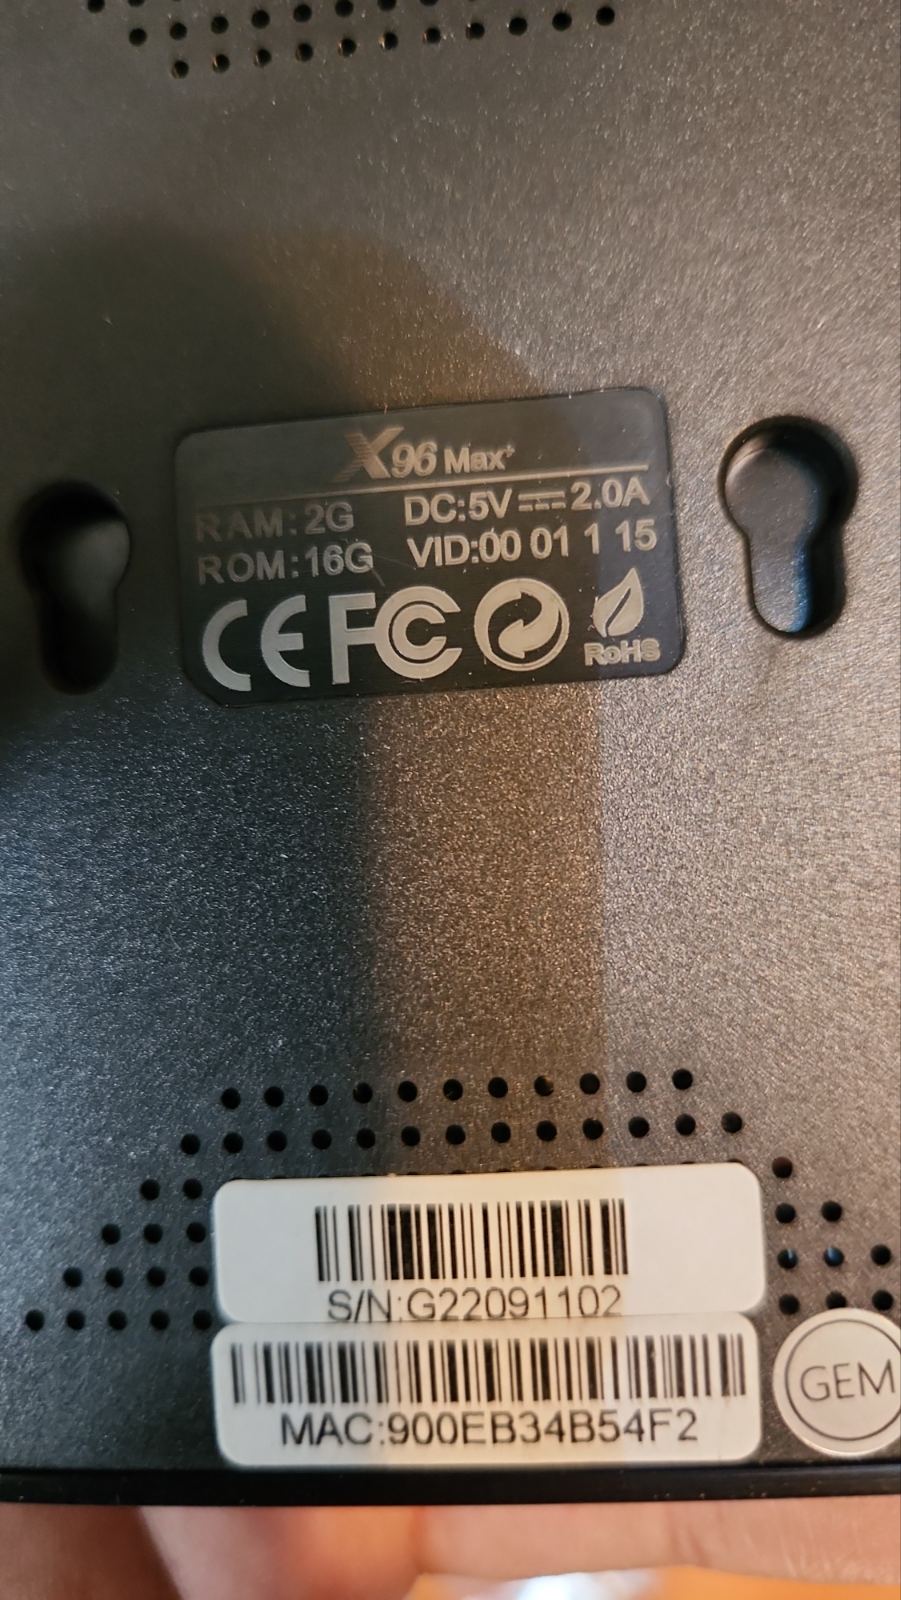 X96 Max+
RAM:2G DC:5V⎓2.0A
ROM:16G VID:00 01 1 15
CE FC RoHS
S/N:G22091102
MAC:900EB34B54F2
GEM